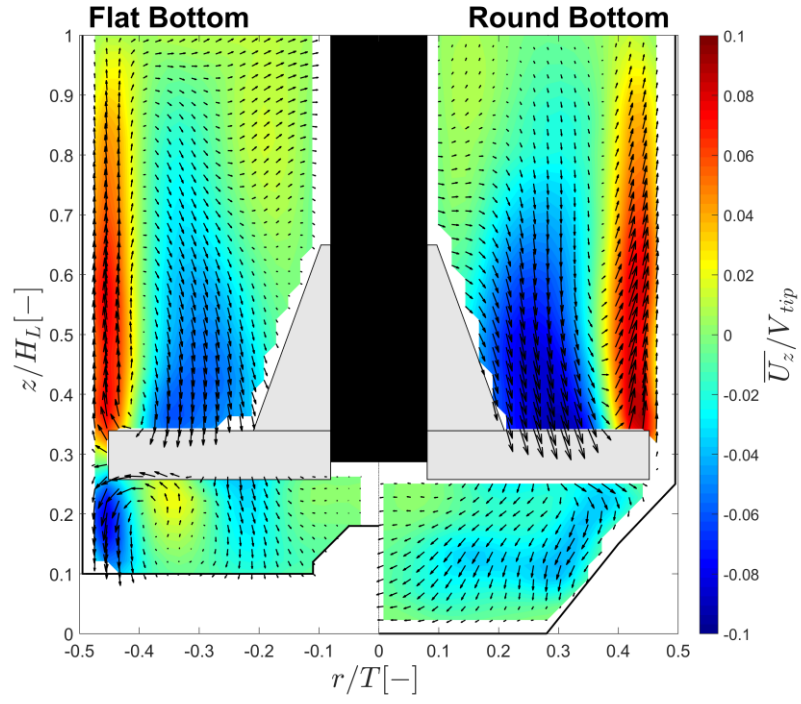 Flat Bottom Round Bottom
1 0.1
0.9 0.08
0.8 0.06
0.7 0.04
0.6 0.02
z/H_L[-] 0.5 0 \overline{U_z}/V_{tip}
0.4 -0.02
0.3 -0.04
0.2 -0.06
0.1 -0.08
0 -0.1
-0.5 -0.4 -0.3 -0.2 -0.1 0 0.1 0.2 0.3 0.4 0.5
r/T[-]